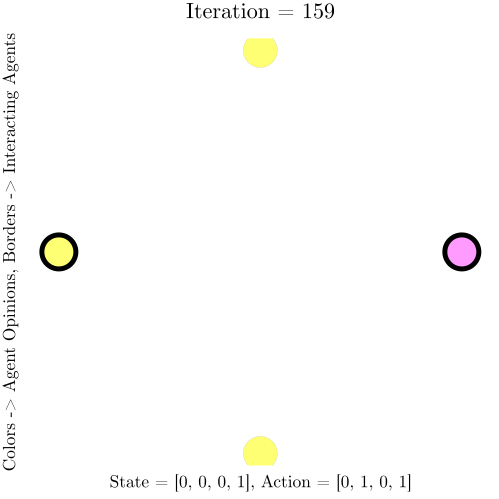 Iteration = 159
Colors -> Agent Opinions, Borders -> Interacting Agents
State = [0, 0, 0, 1], Action = [0, 1, 0, 1]